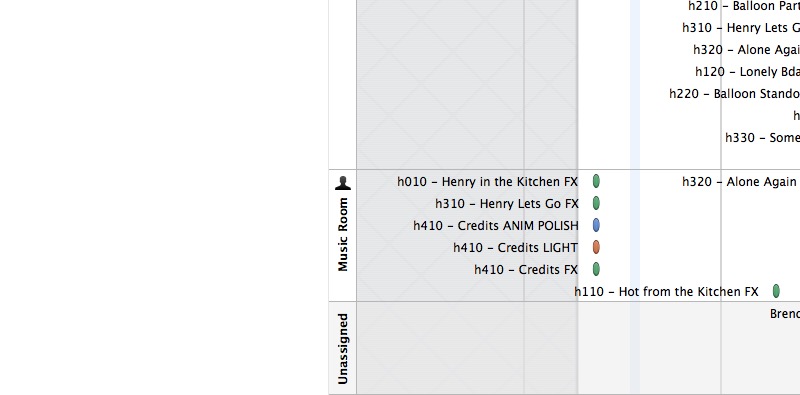 h210 – Balloon Part
h310 – Henry Lets G
h320 – Alone Agai
h120 – Lonely Bda
h220 – Balloon Stando
h
h330 – Some
Music Room
h010 – Henry in the Kitchen FX
h320 – Alone Again
h310 – Henry Lets Go FX
h410 – Credits ANIM POLISH
h410 – Credits LIGHT
h410 – Credits FX
h110 – Hot from the Kitchen FX
Unassigned
Brend